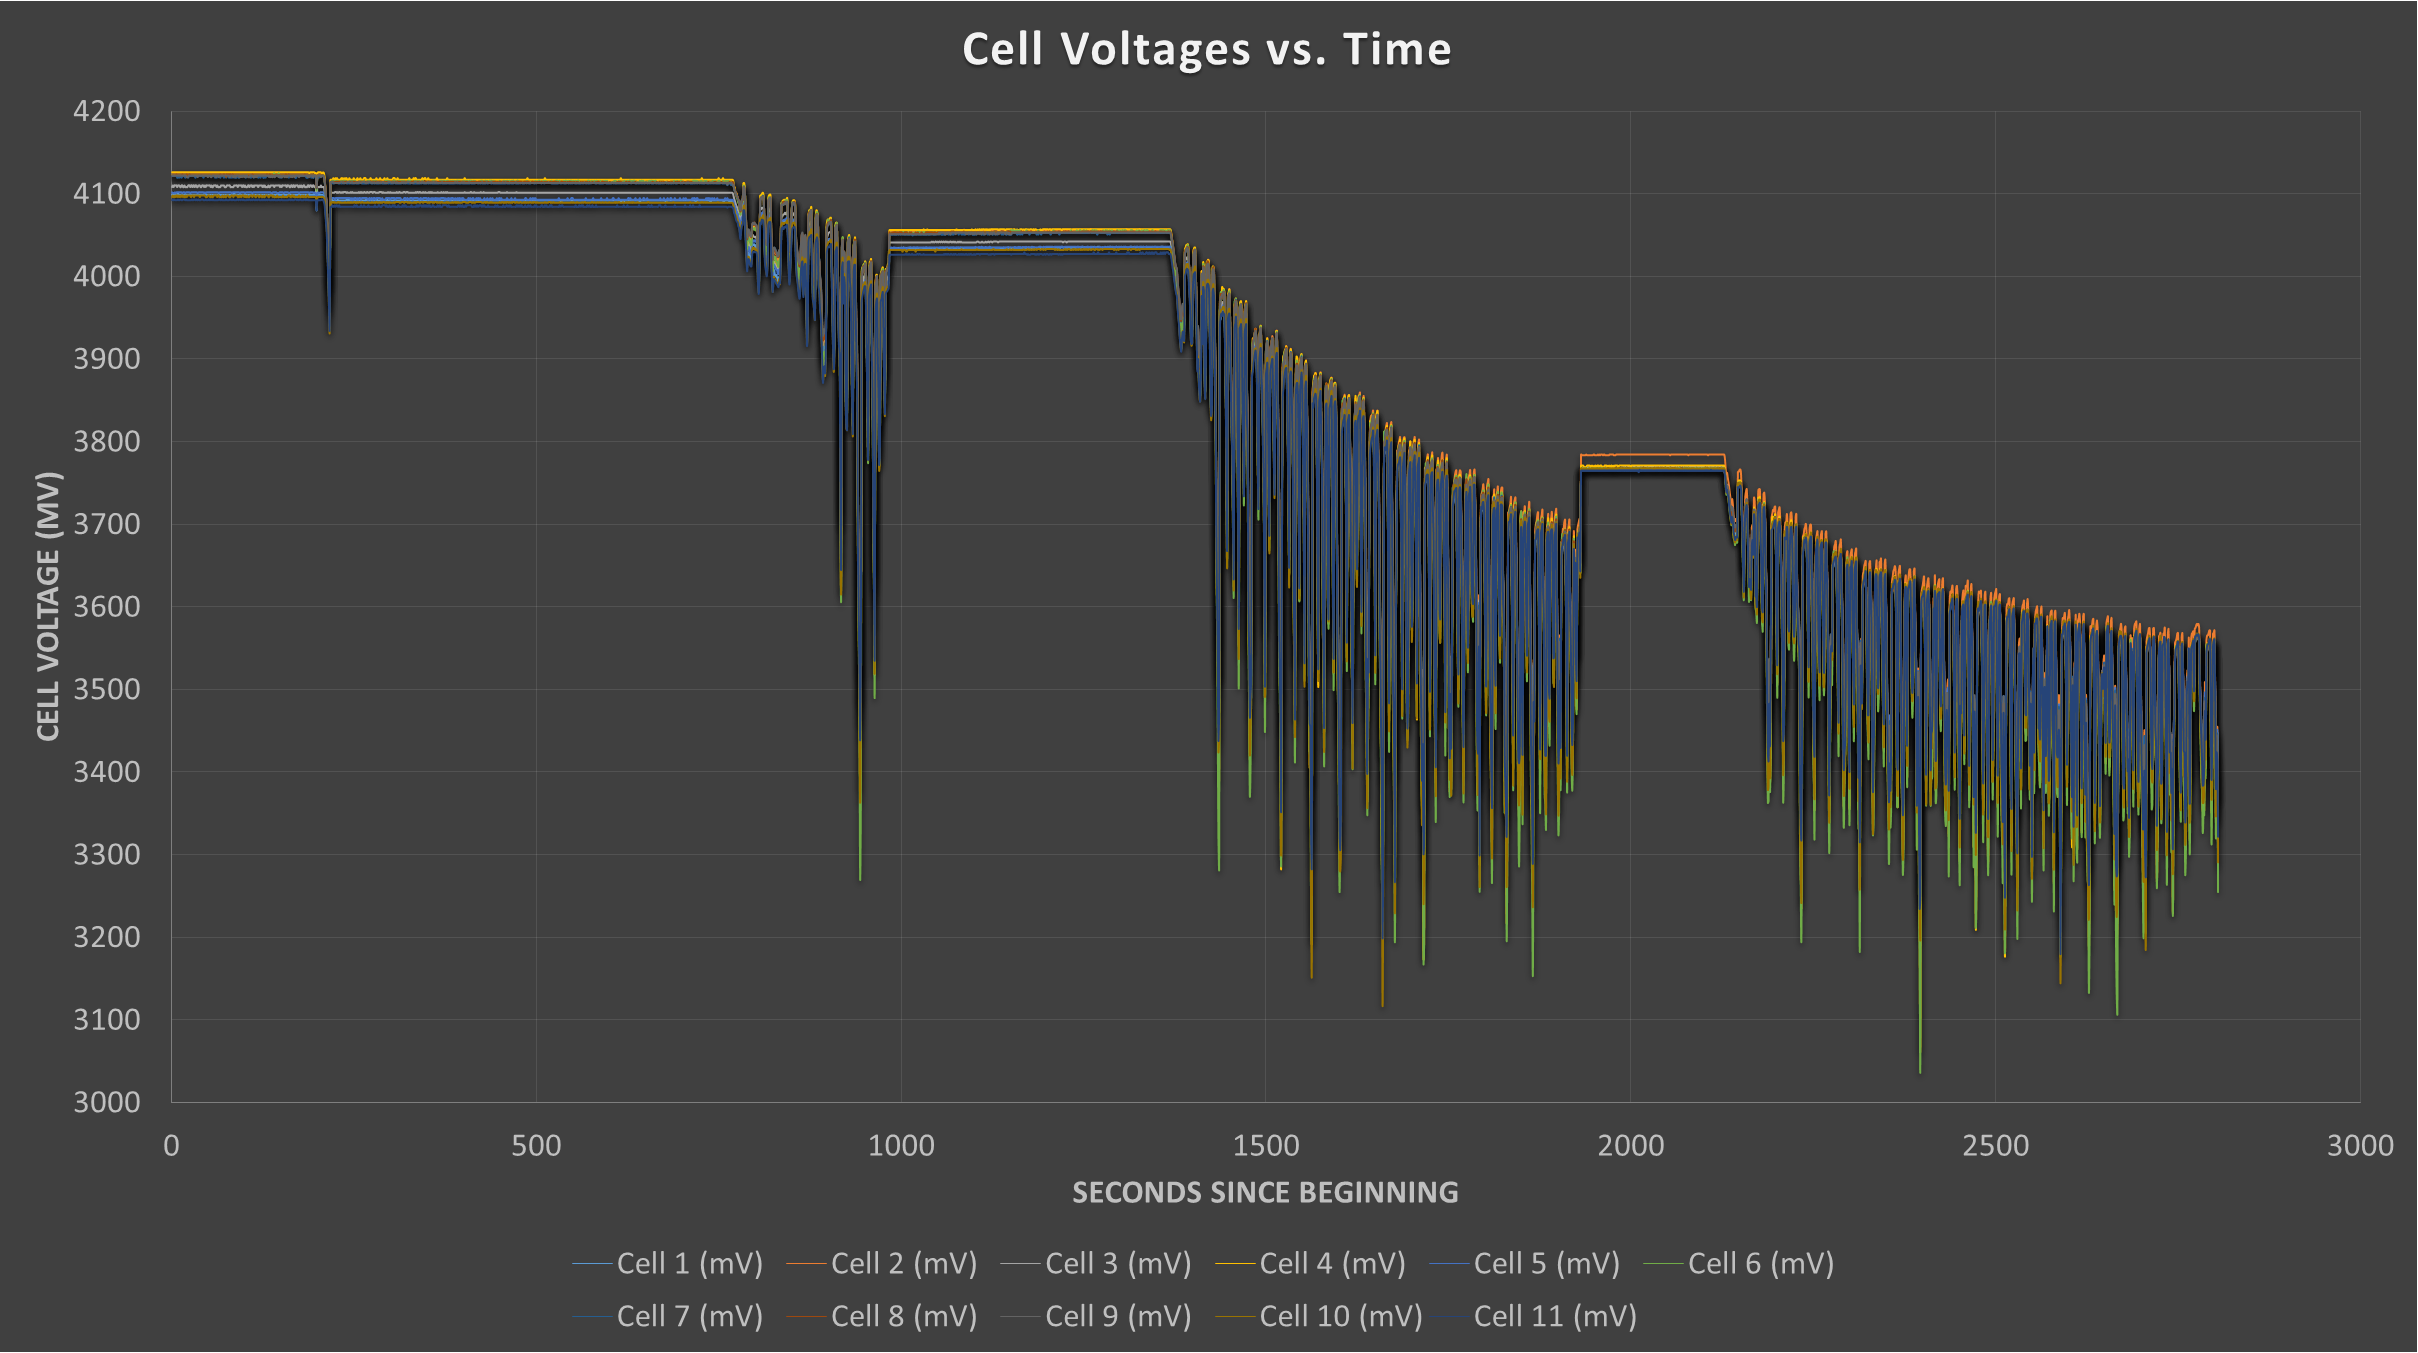 Cell Voltages vs. Time
4200
4100
4000
3900
3800
3700
3600
3500
3400
3300
3200
3100
3000
CELL VOLTAGE (MV)
0 500 1000 1500 2000 2500 3000
SECONDS SINCE BEGINNING
Cell 1 (mV) Cell 2 (mV) Cell 3 (mV) Cell 4 (mV) Cell 5 (mV) Cell 6 (mV)
Cell 7 (mV) Cell 8 (mV) Cell 9 (mV) Cell 10 (mV) Cell 11 (mV)